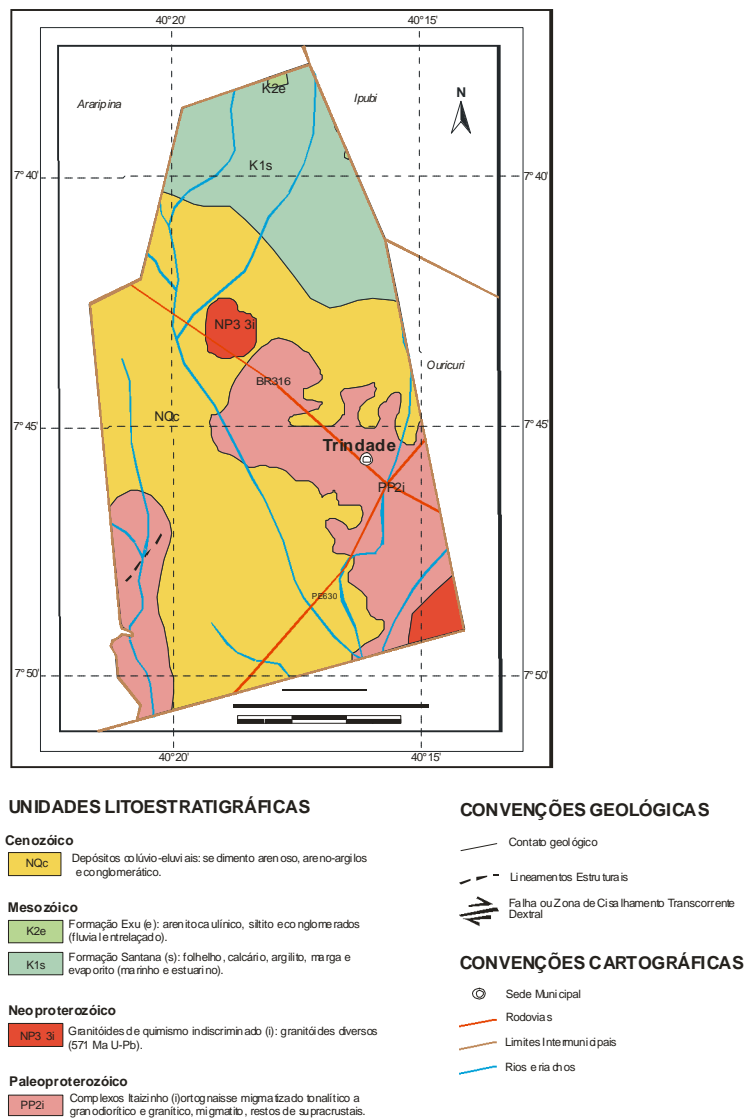 40°20' 40°15'
K2e
Araripina
Ipubi
N
K1s
7°40' 7°40'
NP3 3i
Ouricuri
BR316
NQc
7°45' 7°45'
Trindade
PP2i
PE630
7°50' 7°50'
40°20' 40°15'
UNIDADES LITOESTRATIGRÁFICAS
Cenozóico
NQc
Depósitos colúvio-eluviais: sedimento arenoso, areno-argilos
e conglomerático.
Mesozóico
K2e
Formação Exu (e): arenito caulínico, siltito e conglomerados
(fluvial entrelaçado).
K1s
Formação Santana (s): folhelho, calcário, argilito, marga e
evaporito (marinho e estuarino).
Neoproterozóico
NP3 3i
Granitóides de quimismo indiscriminado (i): granitóides diversos
(571 Ma U-Pb).
Paleoproterozóico
PP2i
Complexos Itaizinho (i)ortognaisse migmatizado tonalítico a
granodiorítico e granítico, migmatito, restos de supracrustais.
CONVENÇÕES GEOLÓGICAS
Contato geológico
Lineamentos Estruturais
Falha ou Zona de Cisalhamento Transcorrente
Dextral
CONVENÇÕES CARTOGRÁFICAS
Sede Municipal
Rodovias
Limites Intermunicipais
Rios e riachos